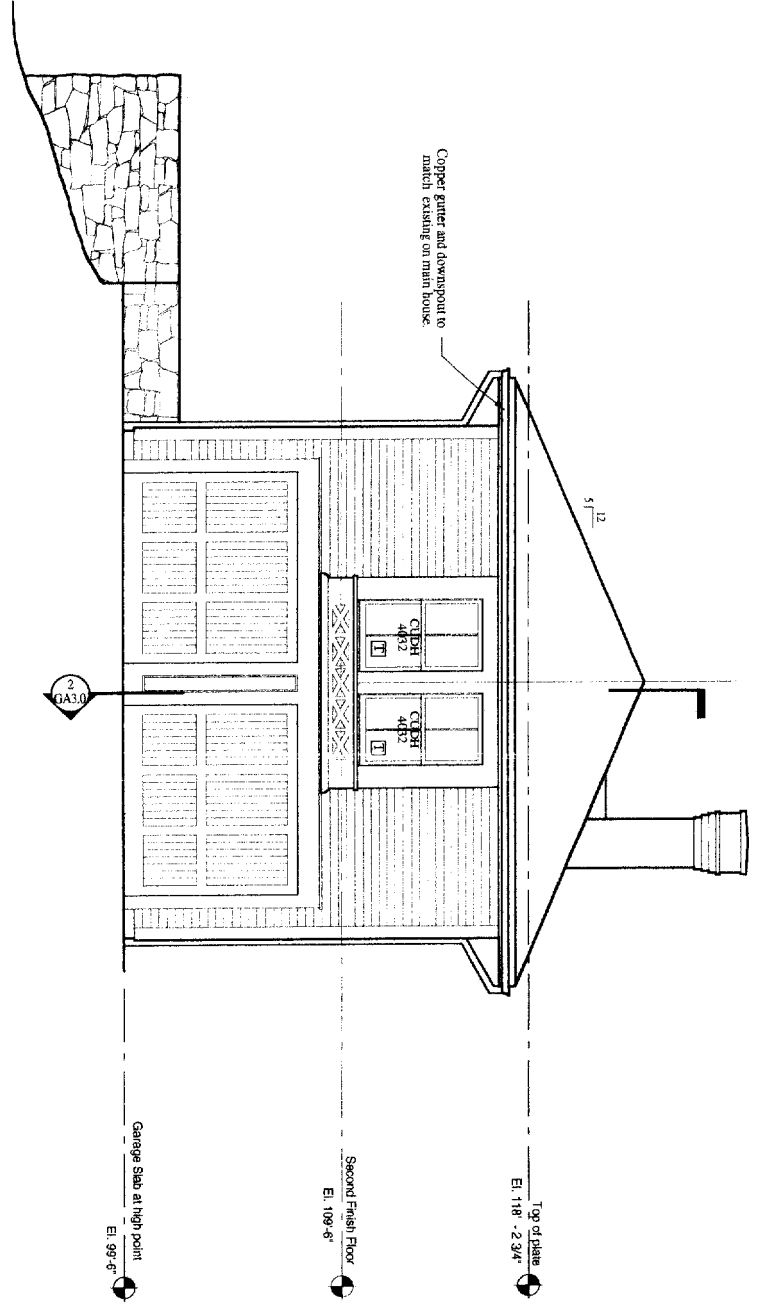 Copper gutter and downspout to
match existing on main house.
12
5
CUDH
4032
T
CUDH
4032
T
2
GA3.0
Top of plate
El. 118' - 2 3/4"
Second Finish Floor
El. 109'-6"
Garage Slab at high point
El. 99'-6"